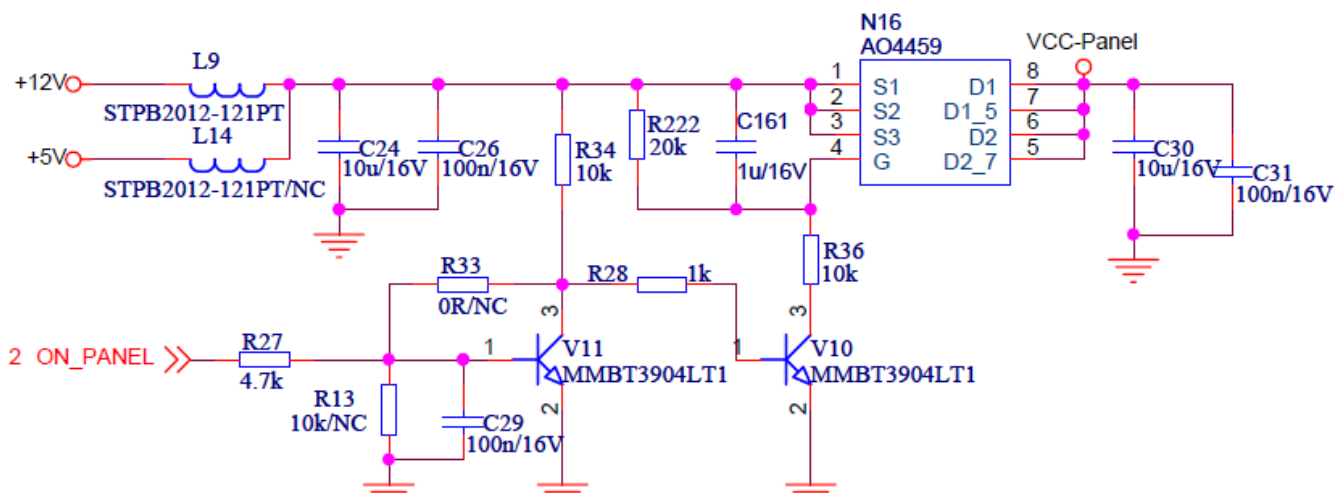 N16
AO4459
VCC-Panel
L9
+12V
STPB2012-121PT
L14
+5V
STPB2012-121PT/NC
C24
10u/16V
C26
100n/16V
R34
10k
R222
20k
C161
1u/16V
1
2
3
4
S1
S2
S3
G
D1
D1_5
D2
D2_7
8
7
6
5
C30
10u/16V
C31
100n/16V
R33
0R/NC
R28
1k
R36
10k
2 ON_PANEL
R27
4.7k
R13
10k/NC
C29
100n/16V
1
3
2
V11
MMBT3904LT1
1
3
2
V10
MMBT3904LT1